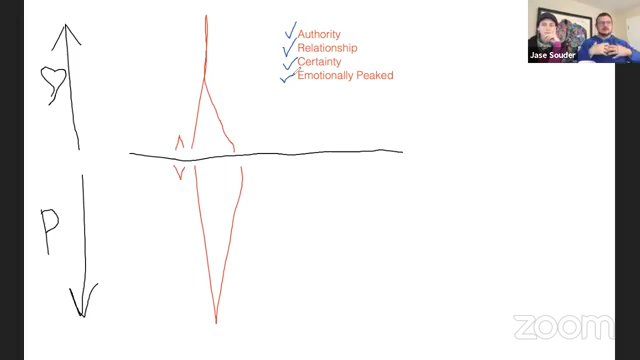 Authority
Relationship
Certainty
Emotionally Peaked
Jase Souder
P
zoom